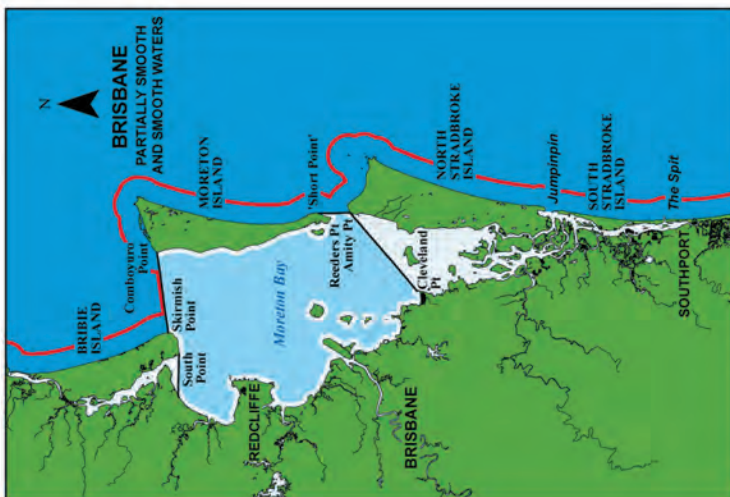 N
BRISBANE
PARTIALLY SMOOTH
AND SMOOTH WATERS
BRIBIE
ISLAND
Comboyuro
Point
Skirmish
Point
South
Point
MORETON
ISLAND
'Short Point'
Moreton Bay
REDCLIFFE
Reeders Pt
Amity Pt
NORTH
STRADBROKE
ISLAND
Cleveland
Pt
BRISBANE
Jumpinpin
SOUTH
STRADBROKE
ISLAND
The Spit
SOUTHPORT